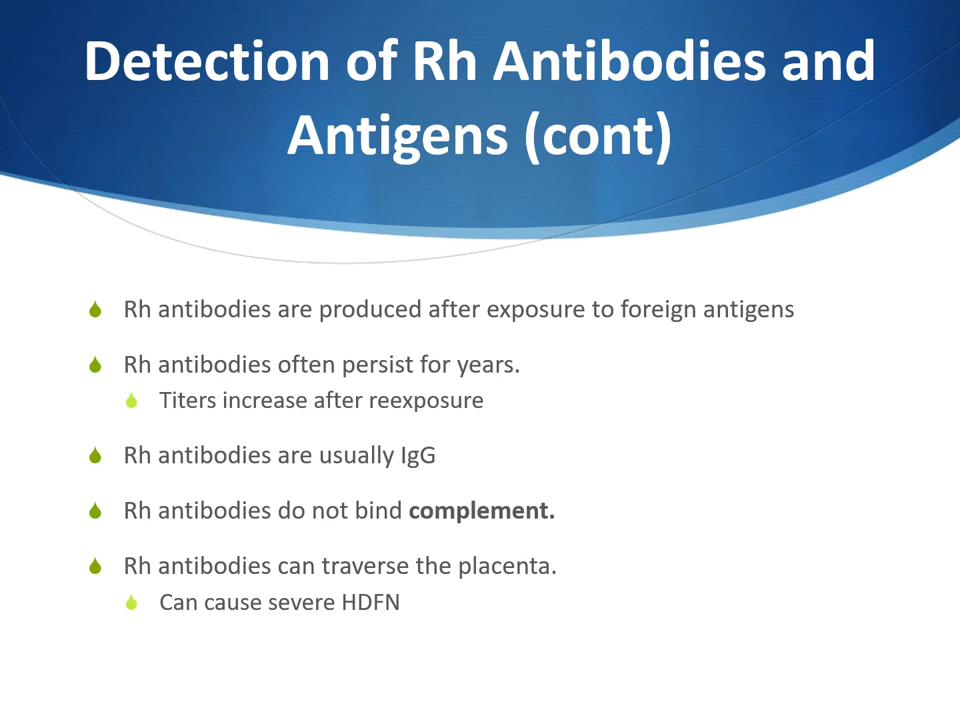 Detection of Rh Antibodies and
Antigens (cont)
Rh antibodies are produced after exposure to foreign antigens
Rh antibodies often persist for years.
Titers increase after reexposure
Rh antibodies are usually IgG
Rh antibodies do not bind complement.
Rh antibodies can traverse the placenta.
Can cause severe HDFN